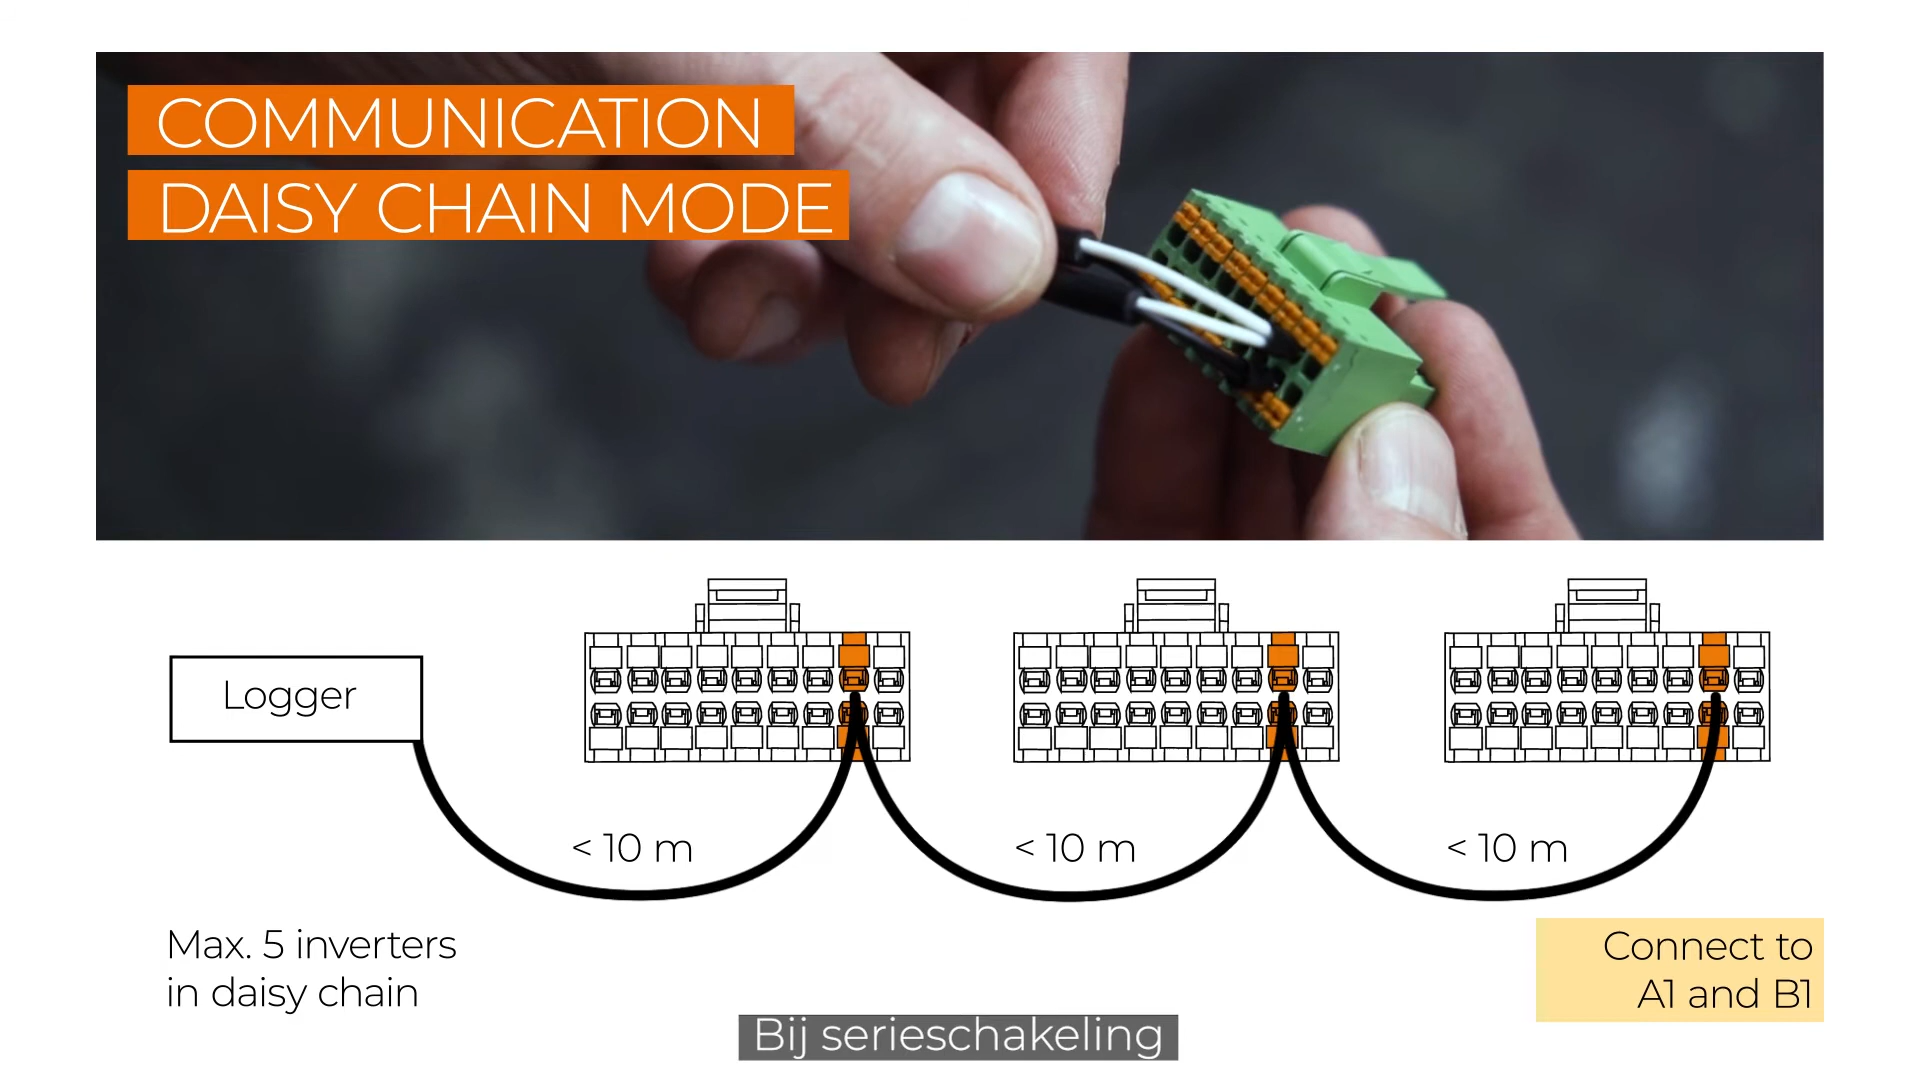 COMMUNICATION
DAISY CHAIN MODE
Logger
< 10 m
< 10 m
< 10 m
Max. 5 inverters
in daisy chain
Connect to
A1 and B1
Bij serieschakeling